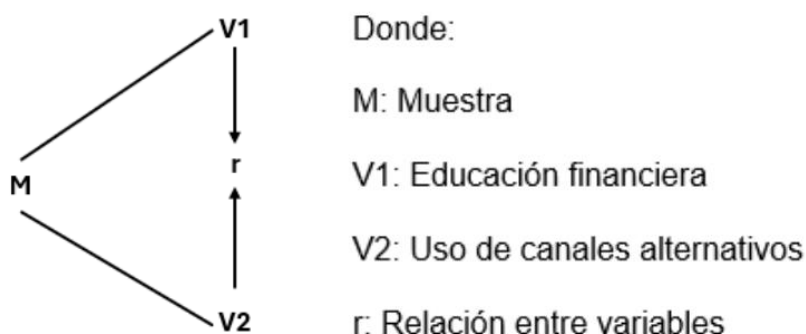 V1
r
M
V2
Donde:
M: Muestra
V1: Educación financiera
V2: Uso de canales alternativos
r: Relación entre variables